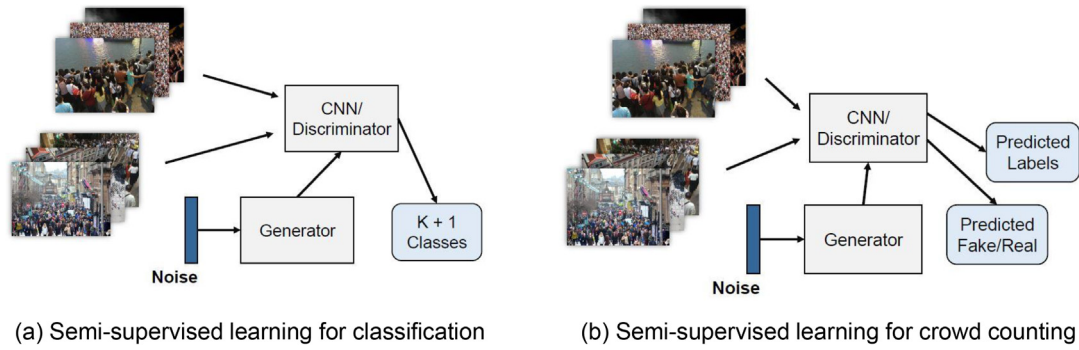 CNN/
Discriminator
Generator
K + 1
Classes
Noise
(a) Semi-supervised learning for classification
CNN/
Discriminator
Predicted
Labels
Generator
Predicted
Fake/Real
Noise
(b) Semi-supervised learning for crowd counting